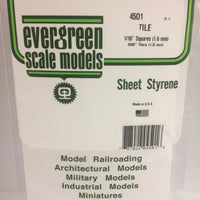 4501
TILE
1/16" Squares (1.6 mm)
evergreen
scale models
Sheet Styrene
Made in U.S.A.
Model Railroading
Architectural Models
Military Models
Industrial Models
Miniatures